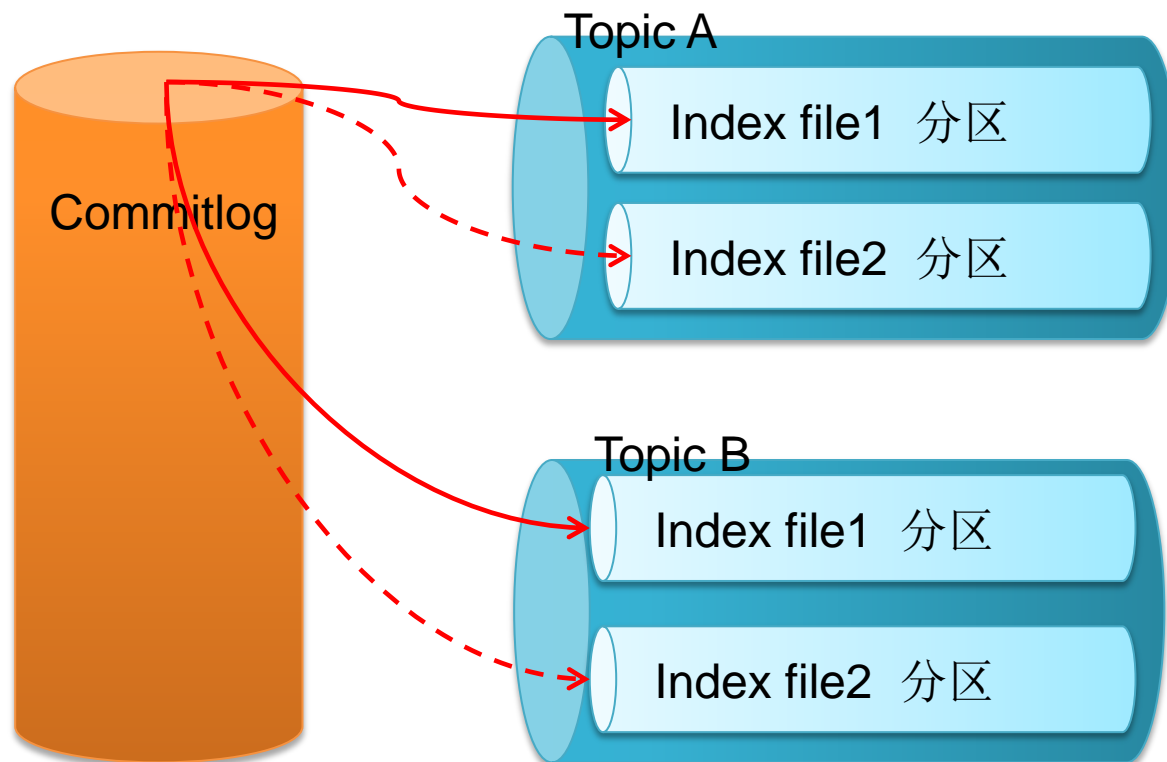 Topic A
Index file1 分区
Commitlog
Index file2 分区
Topic B
Index file1 分区
Index file2 分区